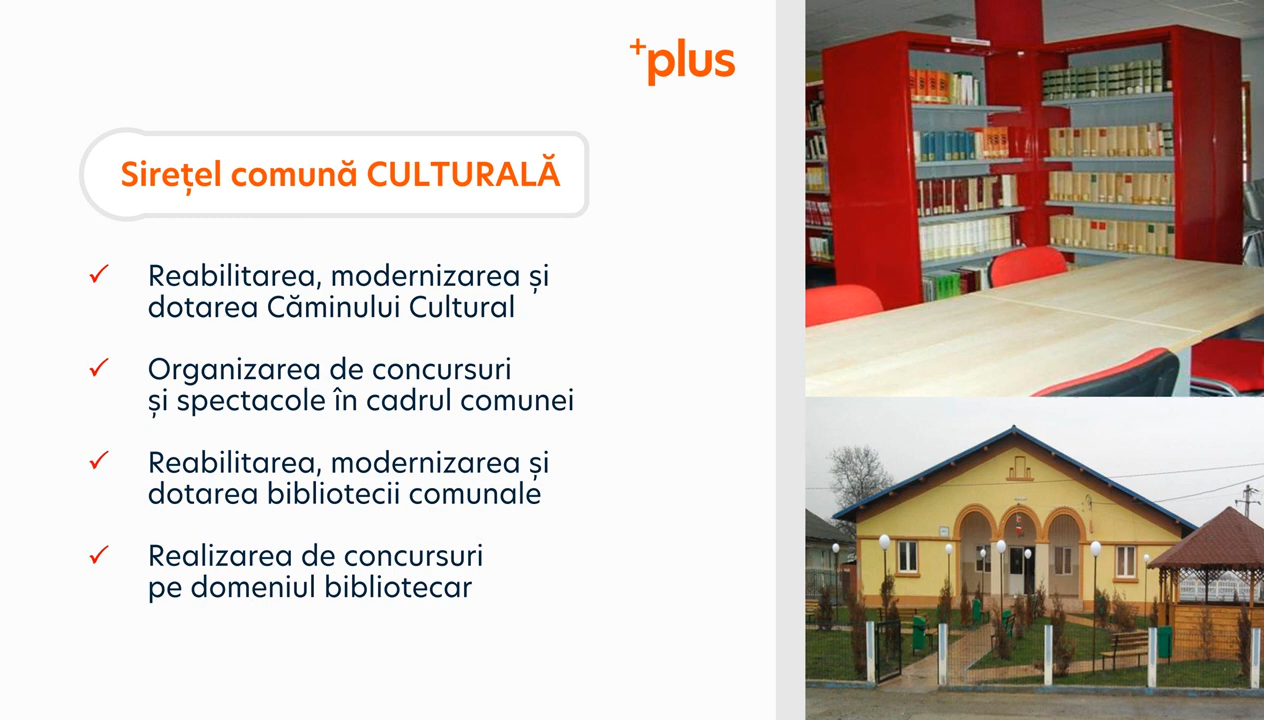 +plus
Sirețel comună CULTURALĂ
Reabilitarea, modernizarea și
dotarea Căminului Cultural
Organizarea de concursuri
și spectacole în cadrul comunei
Reabilitarea, modernizarea și
dotarea bibliotecii comunale
Realizarea de concursuri
pe domeniul bibliotecar